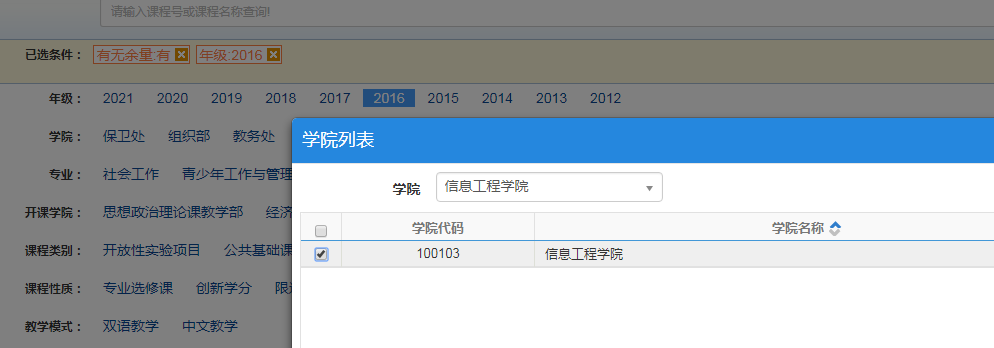 请输入课程号或课程名称查询!
已选条件： 有无余量:有 年级:2016
年级： 2021 2020 2019 2018 2017 2016 2015 2014 2013 2012
学院： 保卫处 组织部 教务处
学院列表
专业： 社会工作 青少年工作与管理
学院 信息工程学院
开课学院： 思想政治理论课教学部 经济
学院代码 学院名称
课程类别： 开放性实验项目 公共基础课
100103 信息工程学院
课程性质： 专业选修课 创新学分 限
教学模式： 双语教学 中文教学